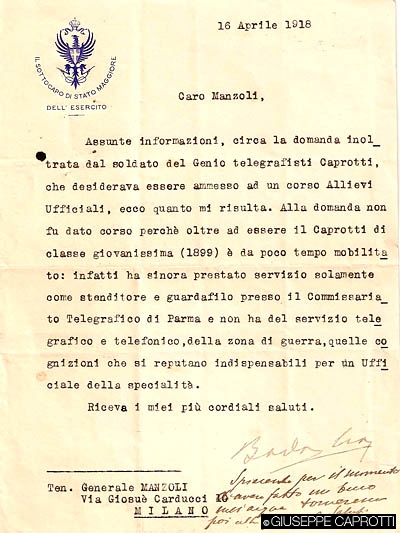 16 Aprile 1918
IL SOTTOCAPO DI STATO MAGGIORE
DELL'ESERCITO
Caro Manzoli,
Assunte informazioni, circa la domanda inol_
trata dal soldato del Genio telegrafisti Caprotti,
che desiderava essere ammesso ad un corso Allievi
Ufficiali, ecco quanto mi risulta. Alla domanda non
fu dato corso perchè oltre ad essere il Caprotti di
classe giovanissima (1899) è da poco tempo mobilita
to: infatti ha sinora prestato servizio solamente
come stenditore e guardafilo presso il Commissaria
to Telegrafico di Parma e non ha del servizio tele
grafico e telefonico,della zona di guerra,quelle co
gnizioni che si reputano indispensabili per un Uffi
ciale della specialità.
Riceva i miei più cordiali saluti.
Spiacente per il momento
d'aver fatto un buco
Ten. Generale MANZOLI
Via Giosuè Carducci 16
MILANO
© GIUSEPPE CAPROTTI